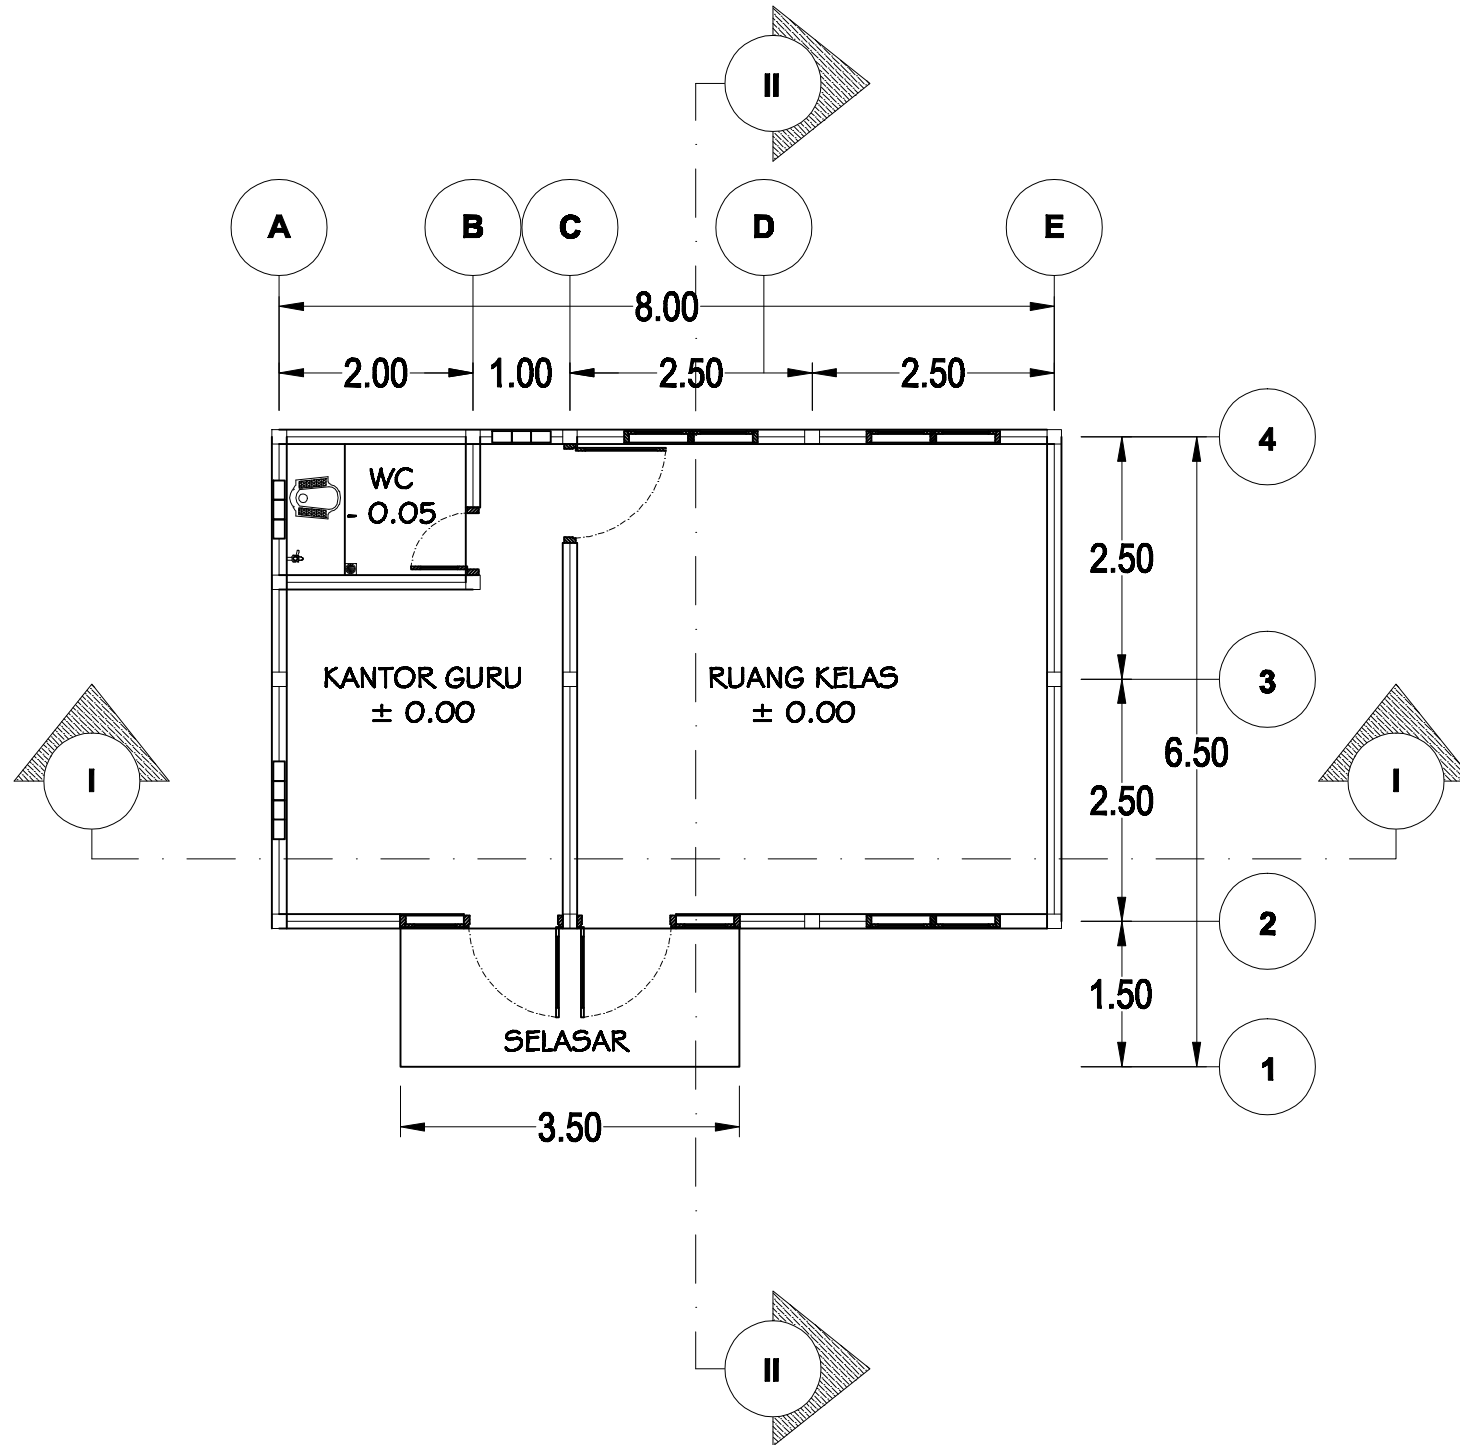 II
A
B
C
D
E
8.00
2.00
1.00
2.50
2.50
4
WC
- 0.05
2.50
3
KANTOR GURU
± 0.00
RUANG KELAS
± 0.00
6.50
I
I
2.50
2
1.50
SELASAR
1
3.50
II